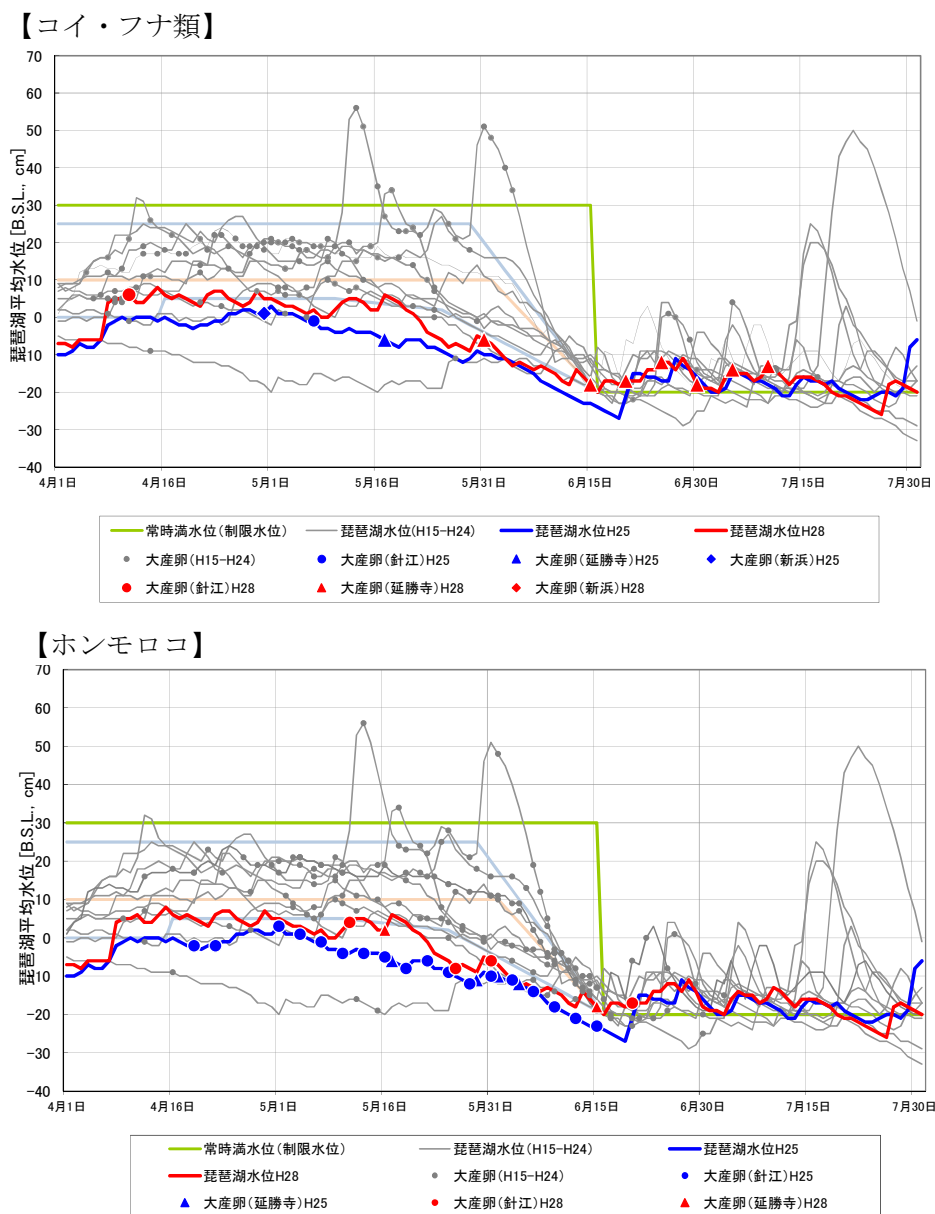 【コイ・フナ類】
琵琶湖平均水位 [B.S.L., cm]
70
60
50
40
30
20
10
0
-10
-20
-30
-40
4月1日 4月16日 5月1日 5月16日 5月31日 6月15日 6月30日 7月15日 7月30日
常時満水位(制限水位) 琵琶湖水位(H15-H24) 琵琶湖水位H25 琵琶湖水位H28
大産卵(H15-H24) 大産卵(針江)H25 大産卵(延勝寺)H25 大産卵(新浜)H25
大産卵(針江)H28 大産卵(延勝寺)H28 大産卵(新浜)H28
【ホンモロコ】
琵琶湖平均水位 [B.S.L., cm]
70
60
50
40
30
20
10
0
-10
-20
-30
-40
4月1日 4月16日 5月1日 5月16日 5月31日 6月15日 6月30日 7月15日 7月30日
常時満水位(制限水位) 琵琶湖水位(H15-H24) 琵琶湖水位H25
琵琶湖水位H28 大産卵(H15-H24) 大産卵(針江)H25
大産卵(延勝寺)H25 大産卵(針江)H28 大産卵(延勝寺)H28